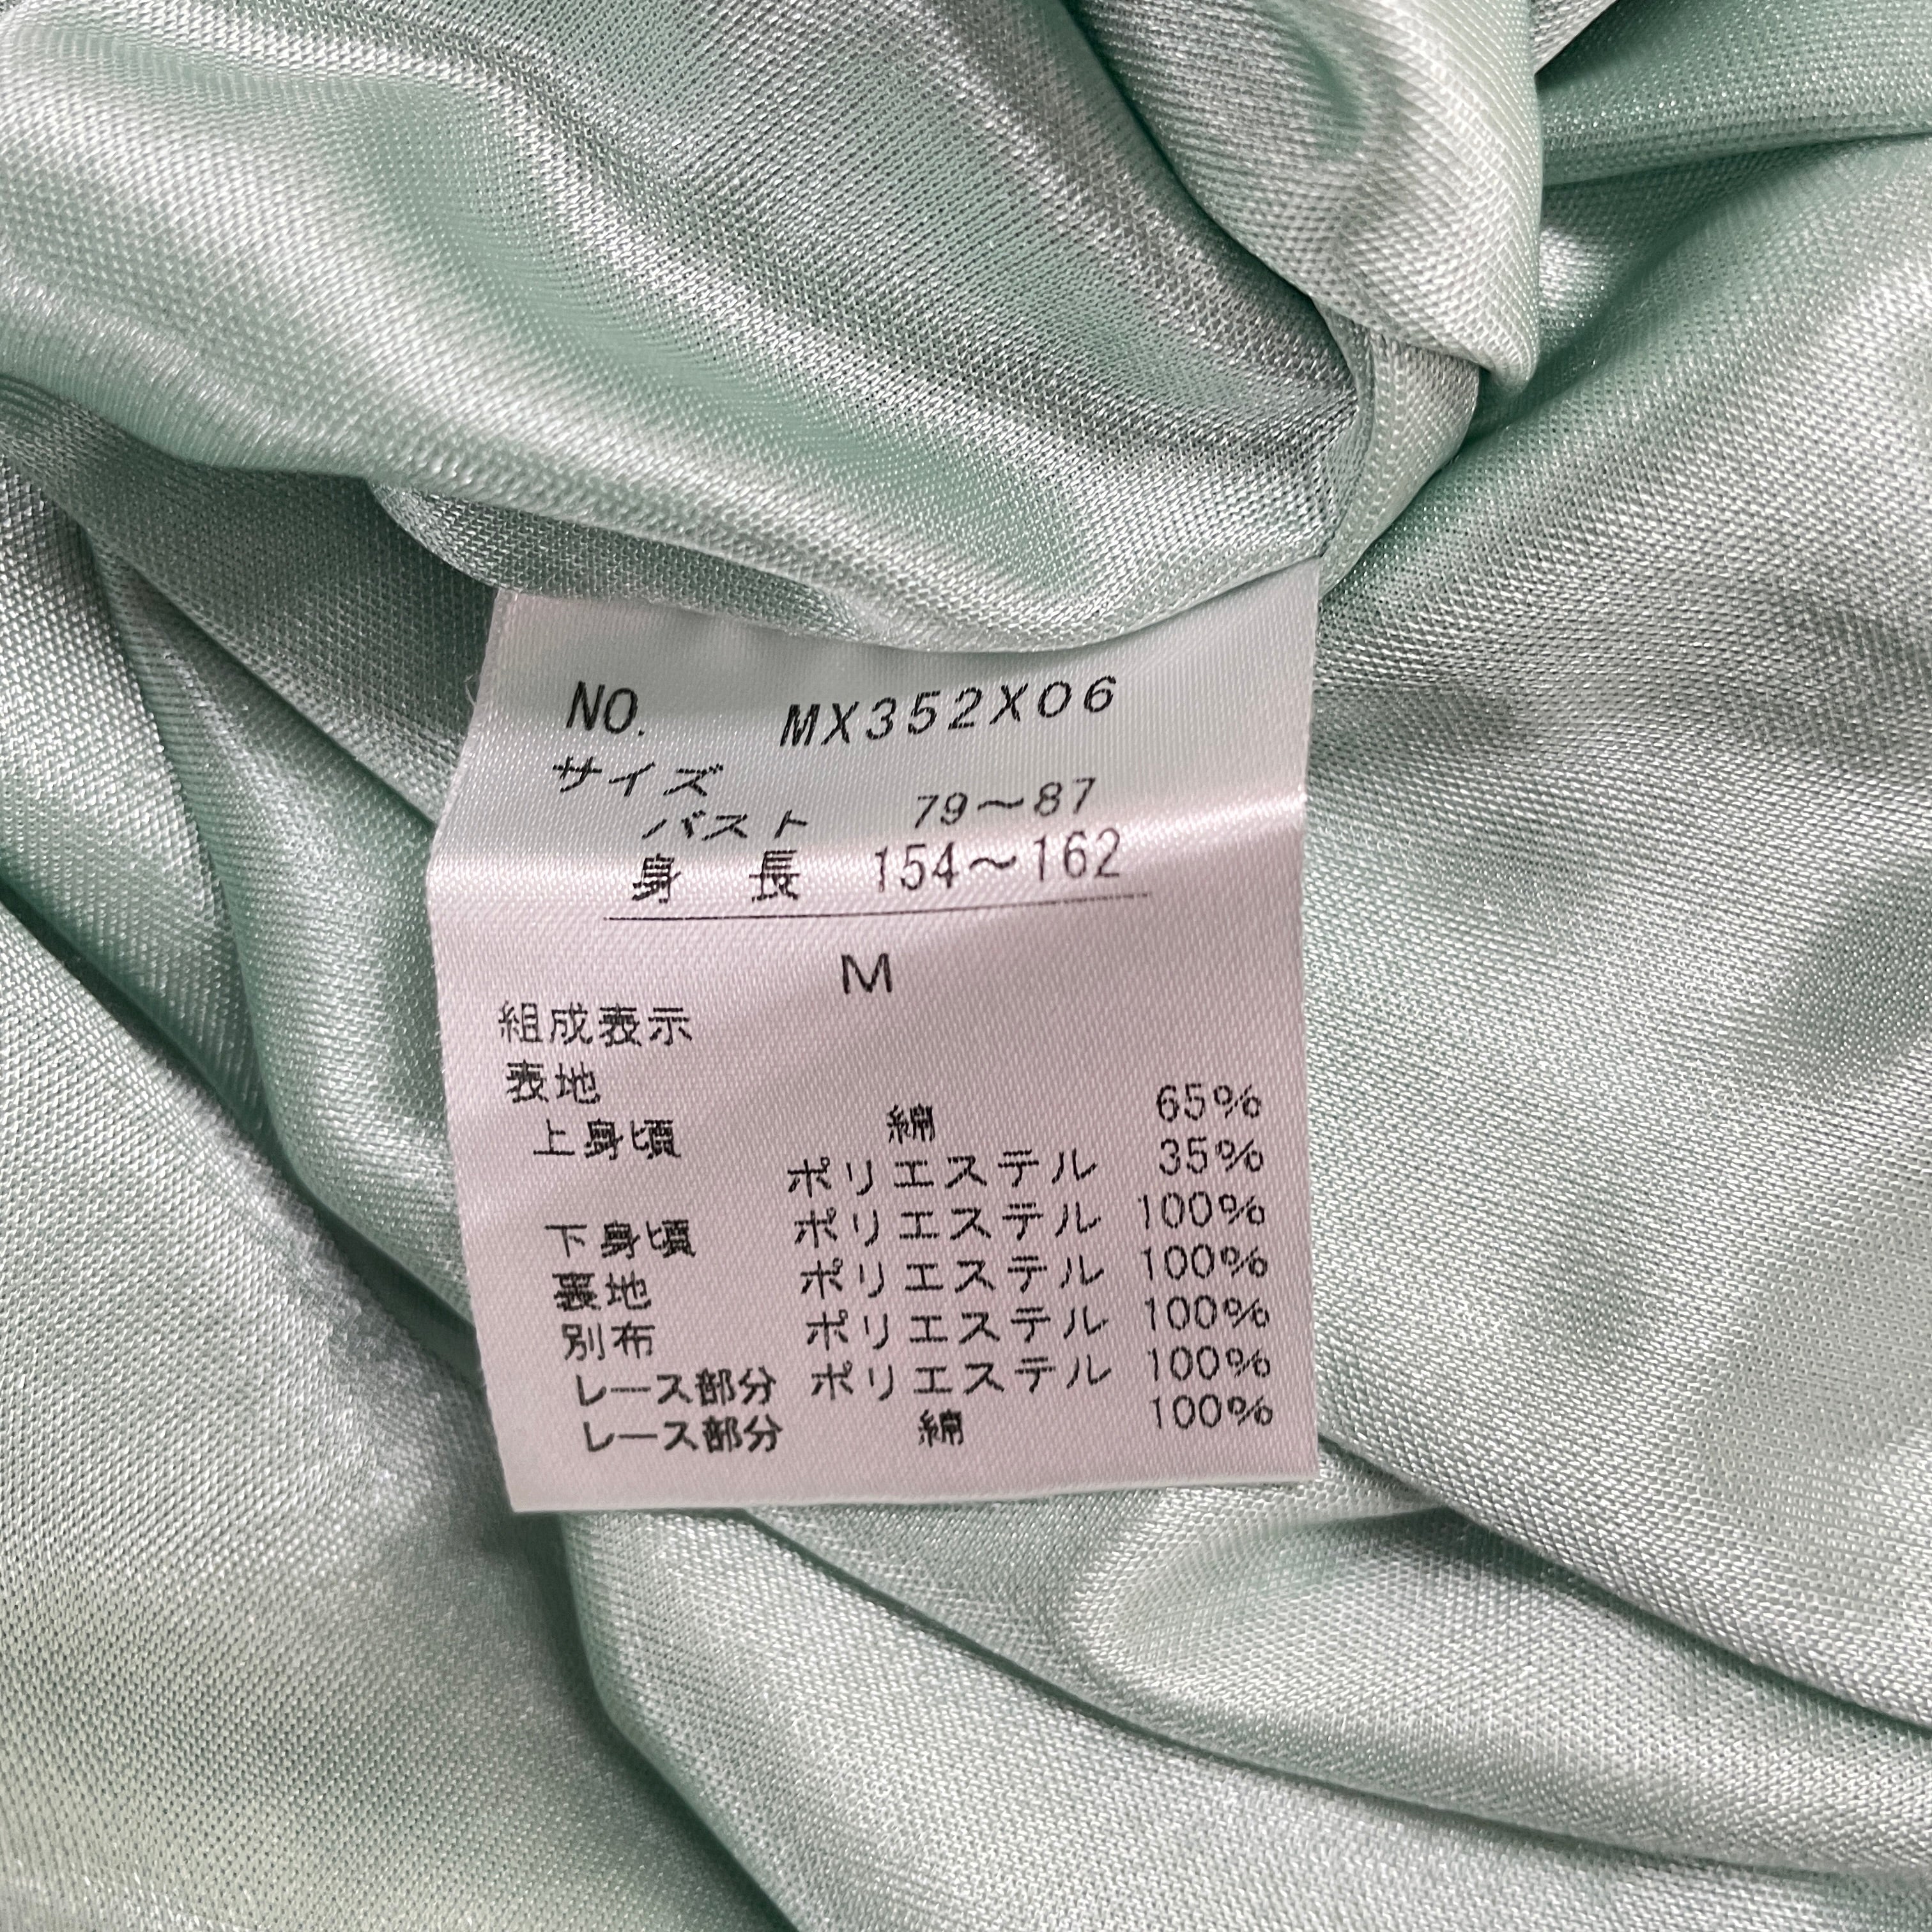 NO. MX352X06
サイズ
バスト 79～87
身 長 154～162
M
組成表示
表地
上身頃 綿 65%
ポリエステル 35%
下身頃 ポリエステル 100%
裏地 ポリエステル 100%
別布 ポリエステル 100%
レース部分 ポリエステル 100%
レース部分 綿 100%